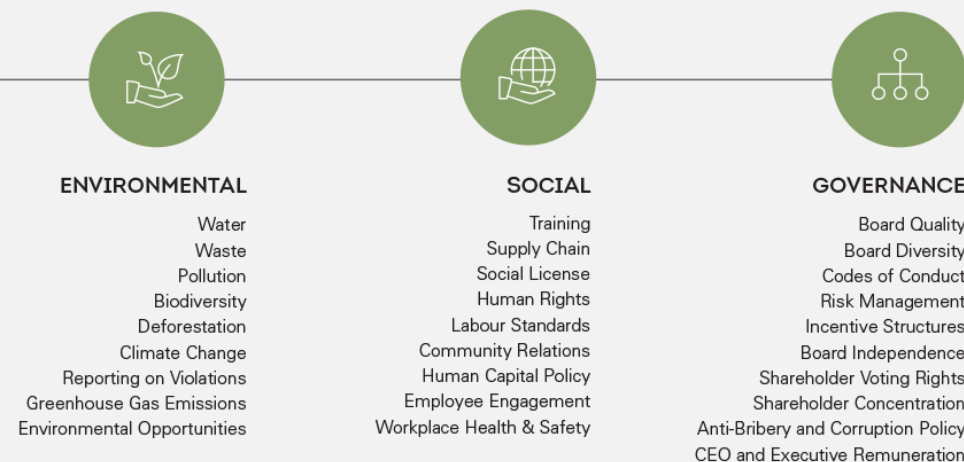 ENVIRONMENTAL
Water
Waste
Pollution
Biodiversity
Deforestation
Climate Change
Reporting on Violations
Greenhouse Gas Emissions
Environmental Opportunities
SOCIAL
Training
Supply Chain
Social License
Human Rights
Labour Standards
Community Relations
Human Capital Policy
Employee Engagement
Workplace Health & Safety
GOVERNANCE
Board Quality
Board Diversity
Codes of Conduct
Risk Management
Incentive Structures
Board Independence
Shareholder Voting Rights
Shareholder Concentration
Anti-Bribery and Corruption Policy
CEO and Executive Remuneration